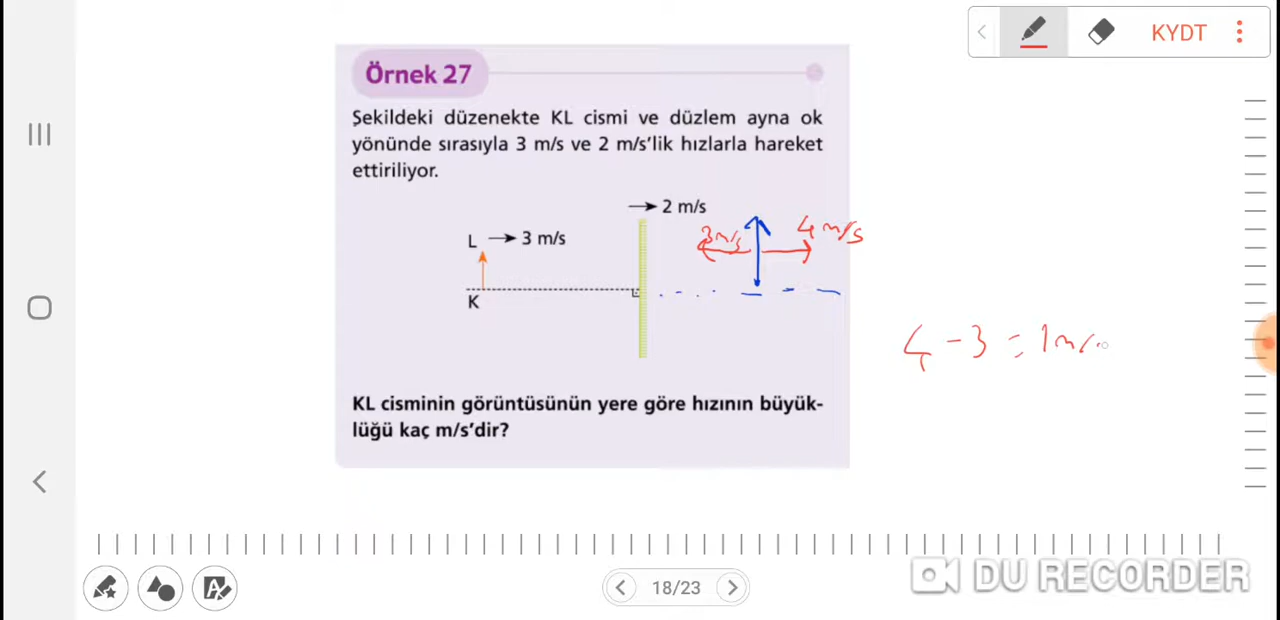 KYDT
Örnek 27
Şekildeki düzenekte KL cismi ve düzlem ayna ok
yönünde sırasıyla 3 m/s ve 2 m/s'lik hızlarla hareket
ettiriliyor.
2 m/s
L 3 m/s
3m/s 4 m/s
K
4 - 3 = 1m/s
KL cisminin görüntüsünün yere göre hızının büyük-
lüğü kaç m/s'dir?
18/23
DU RECORDER